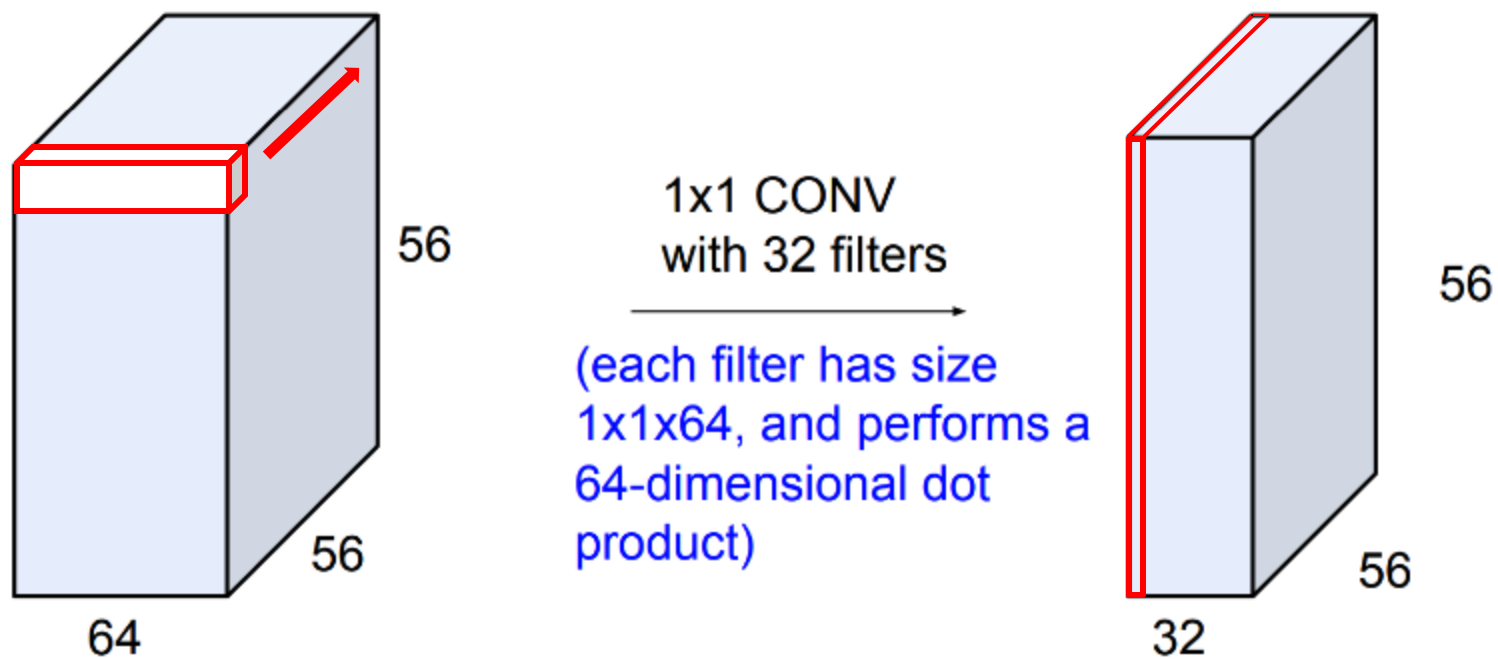 56
56
64
1x1 CONV
with 32 filters
(each filter has size
1x1x64, and performs a
64-dimensional dot
product)
56
56
32